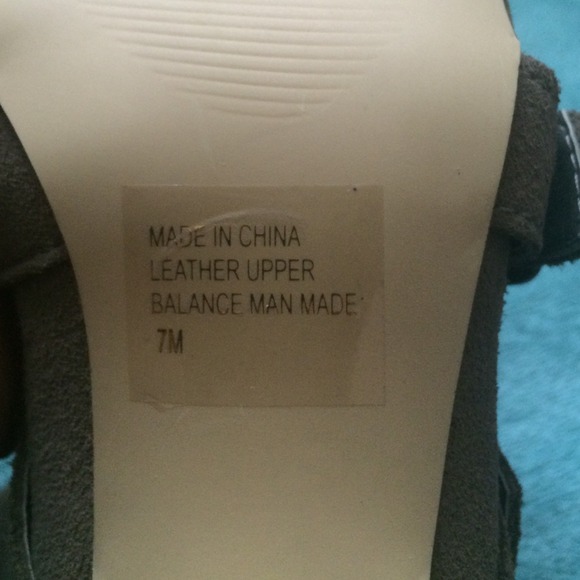 MADE IN CHINA
LEATHER UPPER
BALANCE MAN MADE
7M